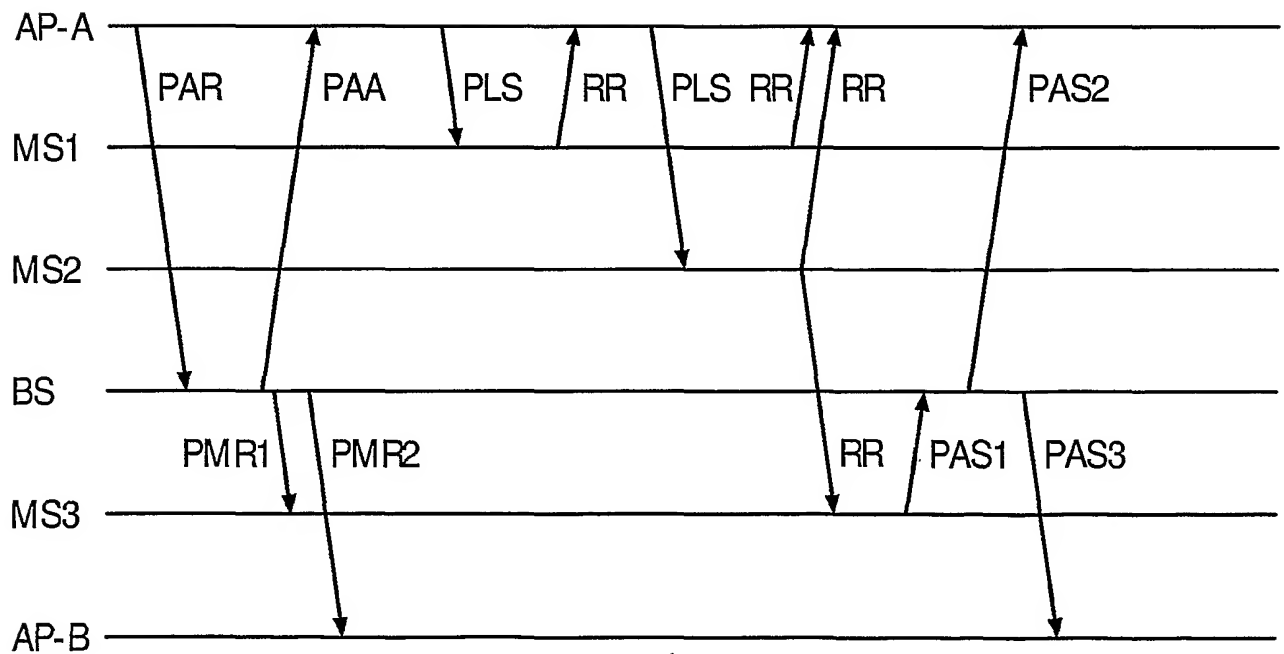 AP-A
PAR PAA PLS RR PLS RR RR PAS2
MS1
MS2
BS
PMR1 PMR2 RR PAS1 PAS3
MS3
AP-B